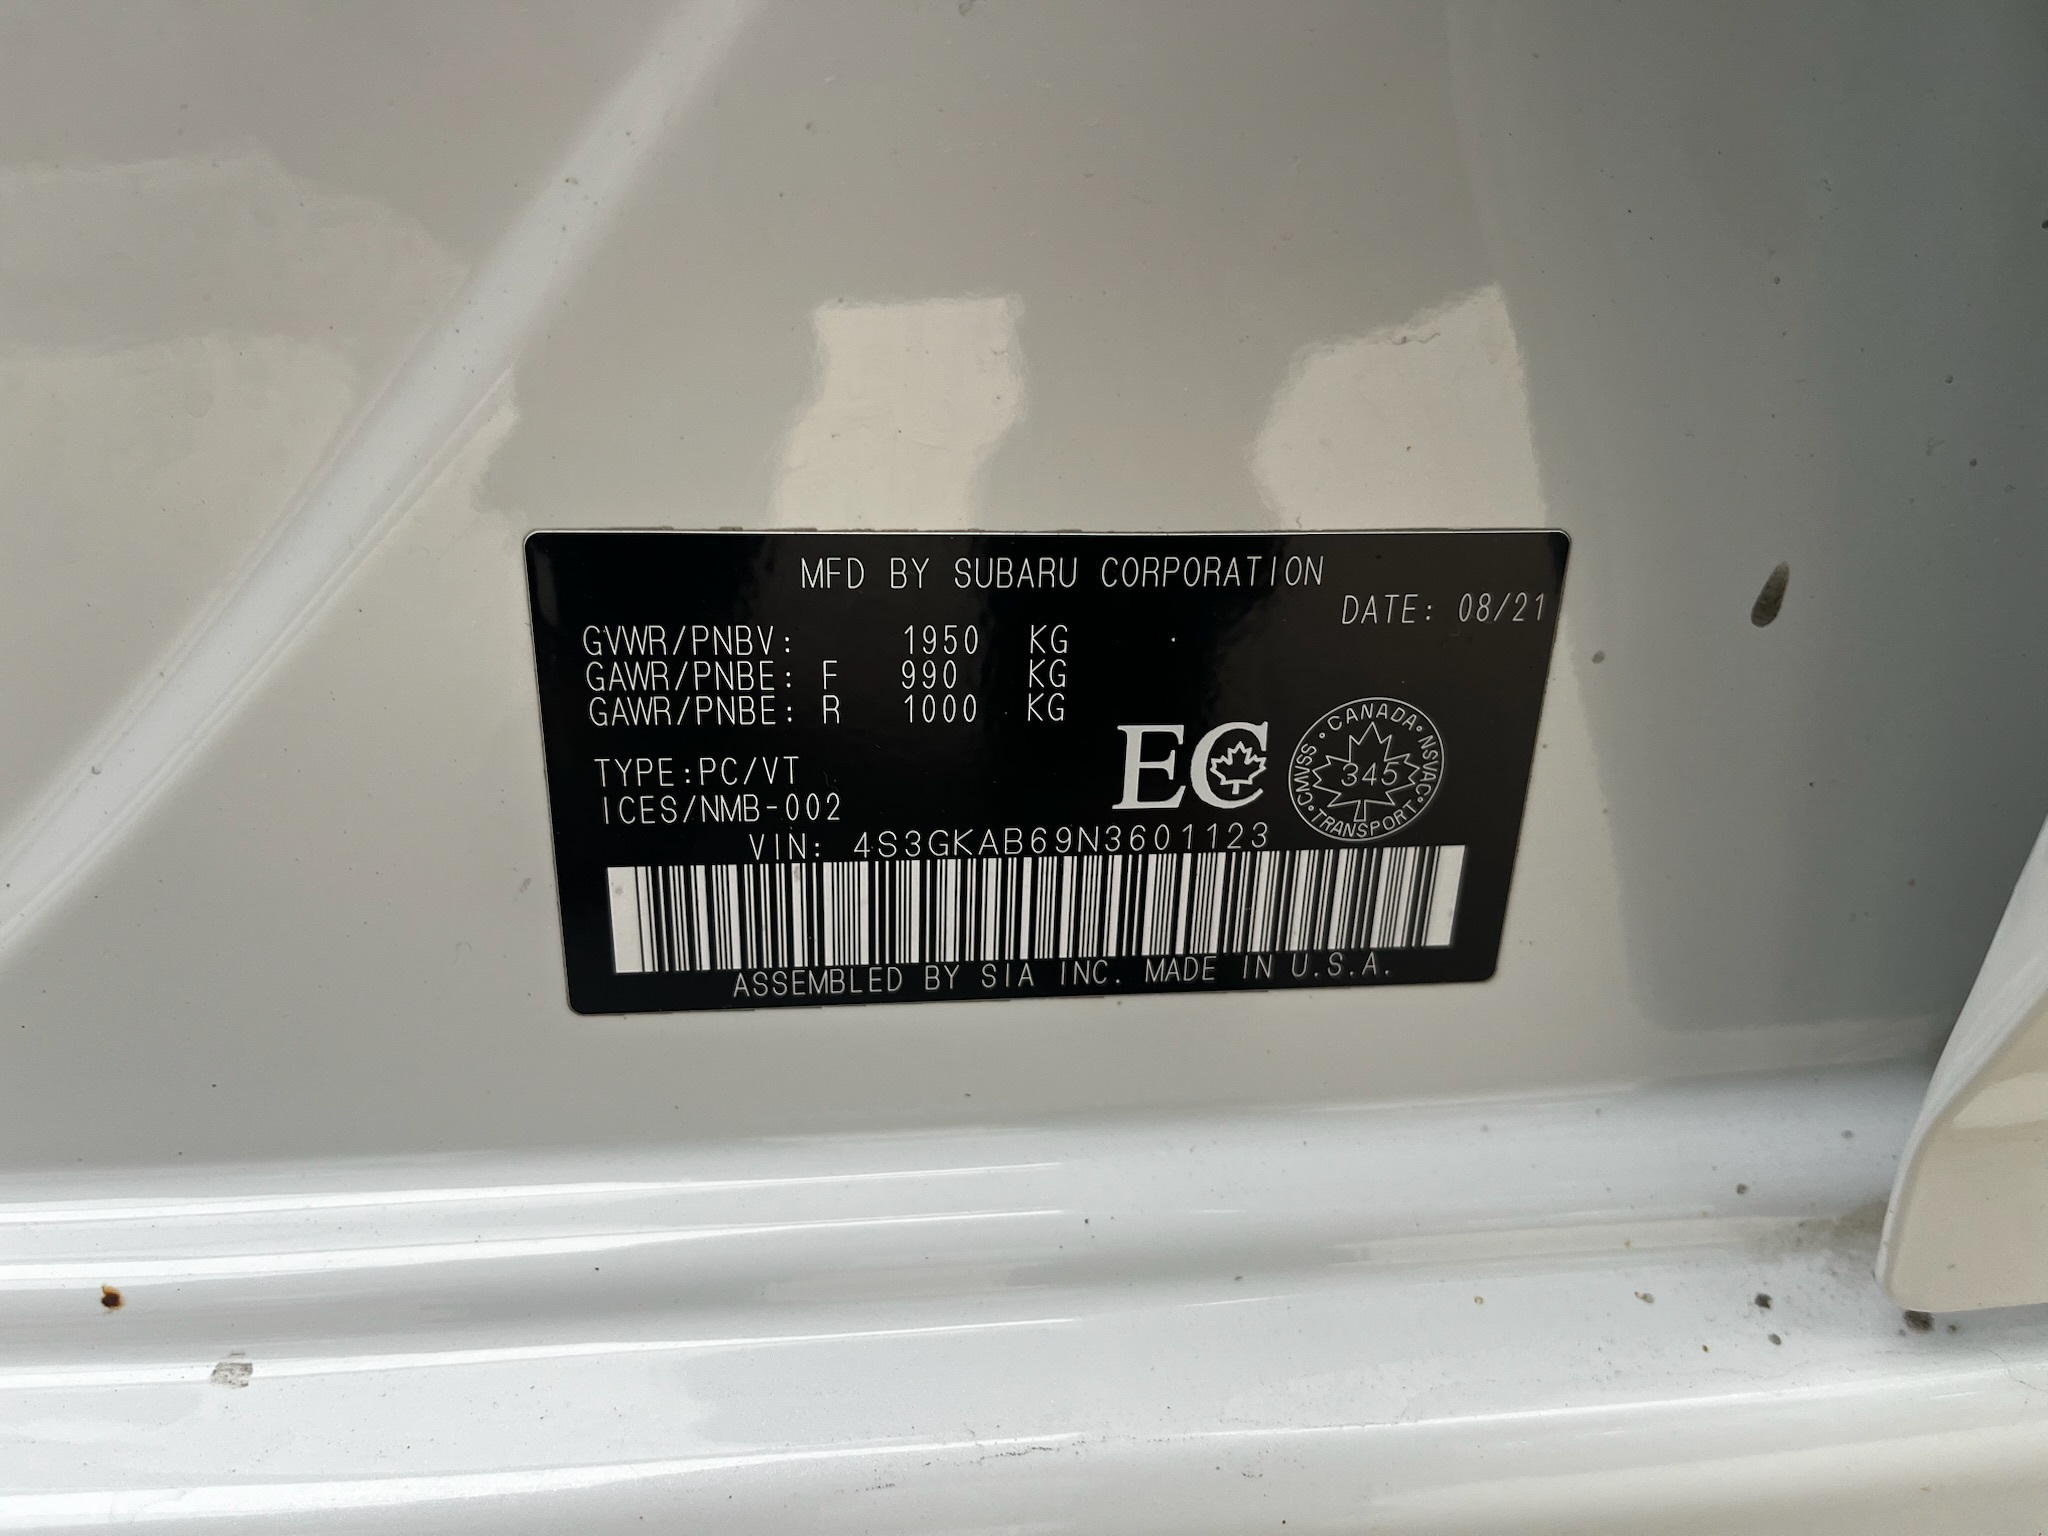 MFD BY SUBARU CORPORATION
DATE: 08/21
GVWR/PNBV: 1950 KG
GAWR/PNBE: F 990 KG
GAWR/PNBE: R 1000 KG
TYPE:PC/VT
ICES/NMB-002
EC
CANADA
NSVAC
TRANSPORT
CMVSS
345
VIN: 4S3GKAB69N3601123
ASSEMBLED BY SIA INC. MADE IN U.S.A.